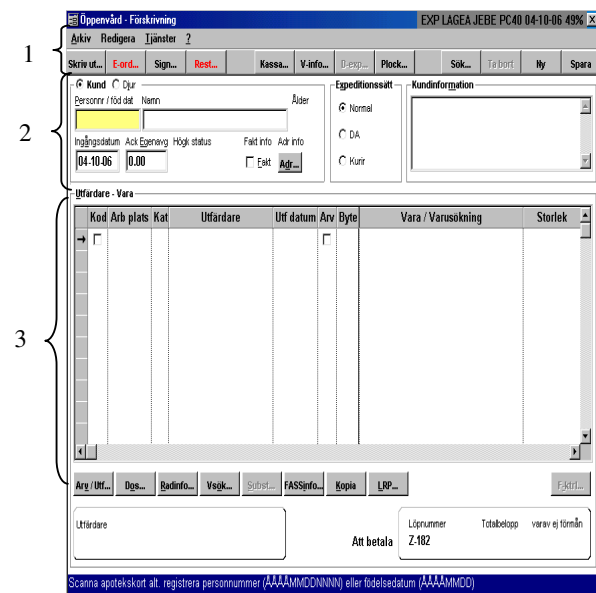 Öppenvård - Förskrivning EXP LAGEA JEBE PC40 04-10-06 49%
Arkiv Redigera Tjänster ?
Skriv ut... E-ord... Sign... Rest... Kassa... V-info... D-exp... Plock... Sök... Ta bort Ny Spara
1
Kund Djur Expeditionssätt Kundinformation
Personnr / föd dat Namn Ålder
Normal
2
DA
Ingångsdatum Ack Egenavg Högk status Fakt info Adr info
04-10-06 0.00 Fakt Adr... Kurir
Utfärdare - Vara
Kod Arb plats Kat Utfärdare Utf datum Arv Byte Vara / Varusökning Storlek
3
Arv / Utf... Dos... Radinfo... Vsök... Subst... FASSinfo... Kopia LRP... F-ktrl...
Utfärdare Löpnummer Totalbelopp varav ej förmån
Att betala Z-182
Scanna apotekskort alt. registrera personnummer (ÅÅÅÅMMDDNNNN) eller födelsedatum (ÅÅÅÅMMDD)